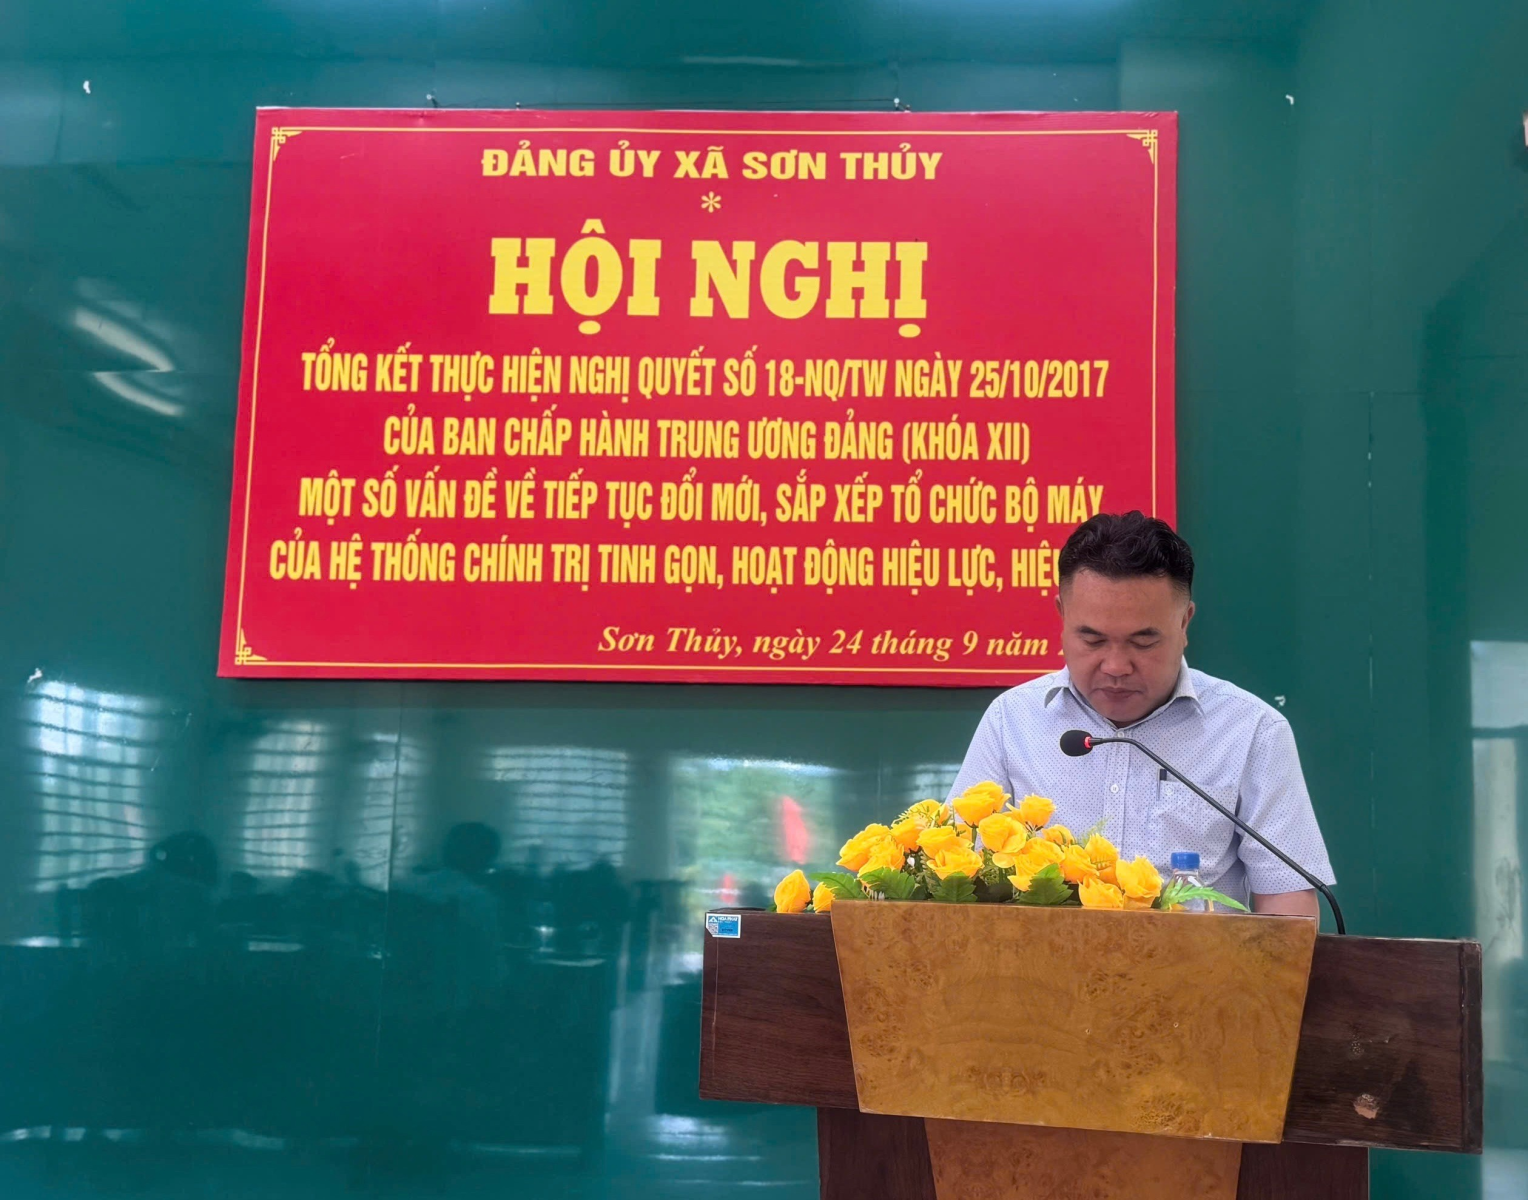 ĐẢNG ỦY XÃ SƠN THỦY
*
HỘI NGHỊ
TỔNG KẾT THỰC HIỆN NGHỊ QUYẾT SỐ 18-NQ/TW NGÀY 25/10/2017
CỦA BAN CHẤP HÀNH TRUNG ƯƠNG ĐẢNG (KHÓA XII)
MỘT SỐ VẤN ĐỀ VỀ TIẾP TỤC ĐỔI MỚI, SẮP XẾP TỔ CHỨC BỘ MÁY
CỦA HỆ THỐNG CHÍNH TRỊ TINH GỌN, HOẠT ĐỘNG HIỆU LỰC, HIỆU
Sơn Thủy, ngày 24 tháng 9 năm